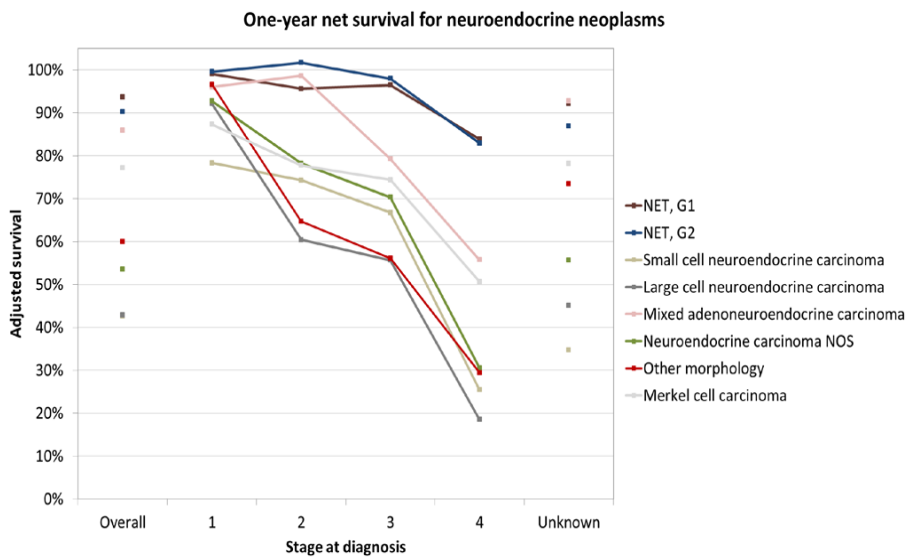 One-year net survival for neuroendocrine neoplasms
100%
90%
80%
70%
60%
50%
40%
30%
20%
10%
0%
Adjusted survival
Overall 1 2 3 4 Unknown
Stage at diagnosis
NET, G1
NET, G2
Small cell neuroendocrine carcinoma
Large cell neuroendocrine carcinoma
Mixed adenoneuroendocrine carcinoma
Neuroendocrine carcinoma NOS
Other morphology
Merkel cell carcinoma